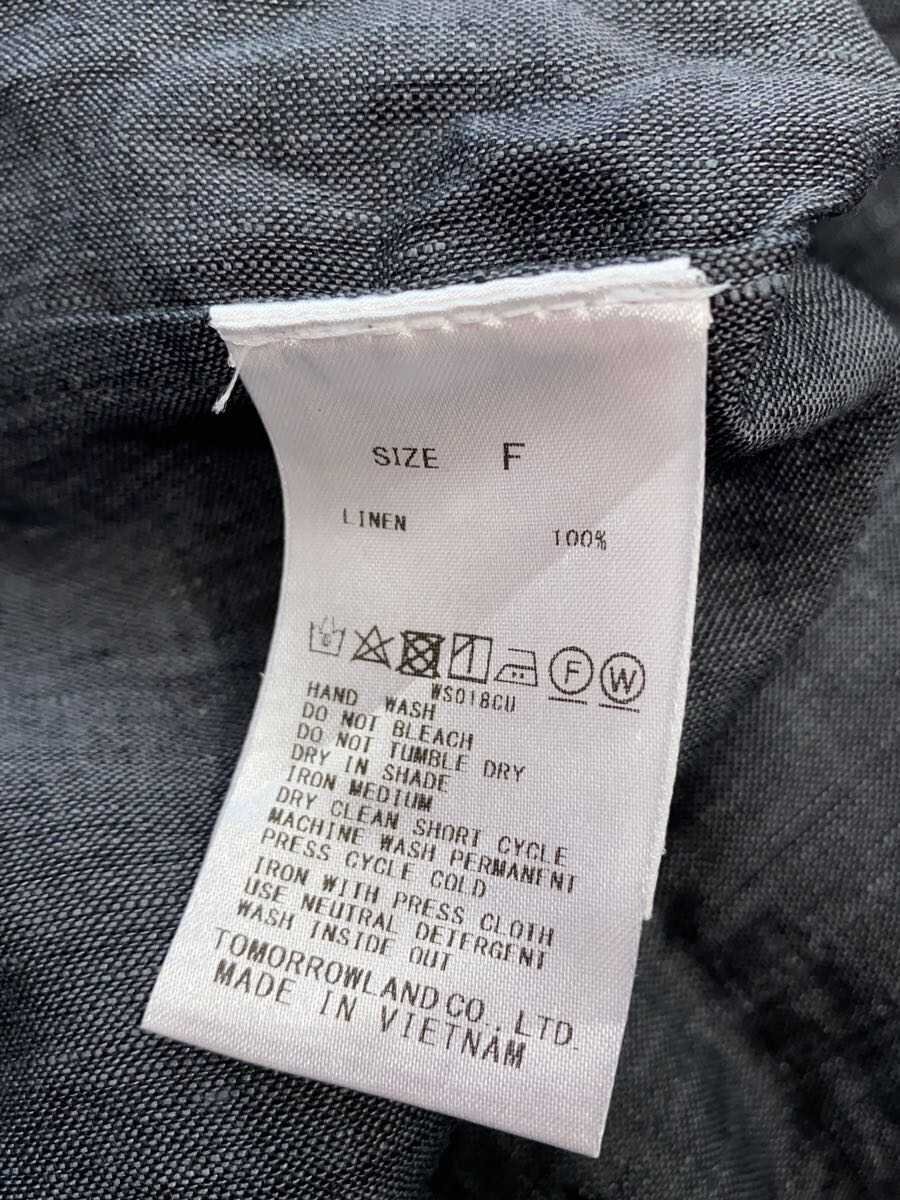 SIZE F
LINEN 100%
F W
WS018CU
HAND WASH
DO NOT BLEACH
DO NOT TUMBLE DRY
DRY IN SHADE
IRON MEDIUM
DRY CLEAN SHORT CYCLE
MACHINE WASH PERMANENT
PRESS CYCLE COLD
IRON WITH PRESS CLOTH
USE NEUTRAL DETERGENT
WASH INSIDE OUT
TOMORROWLAND CO., LTD.
MADE IN VIETNAM